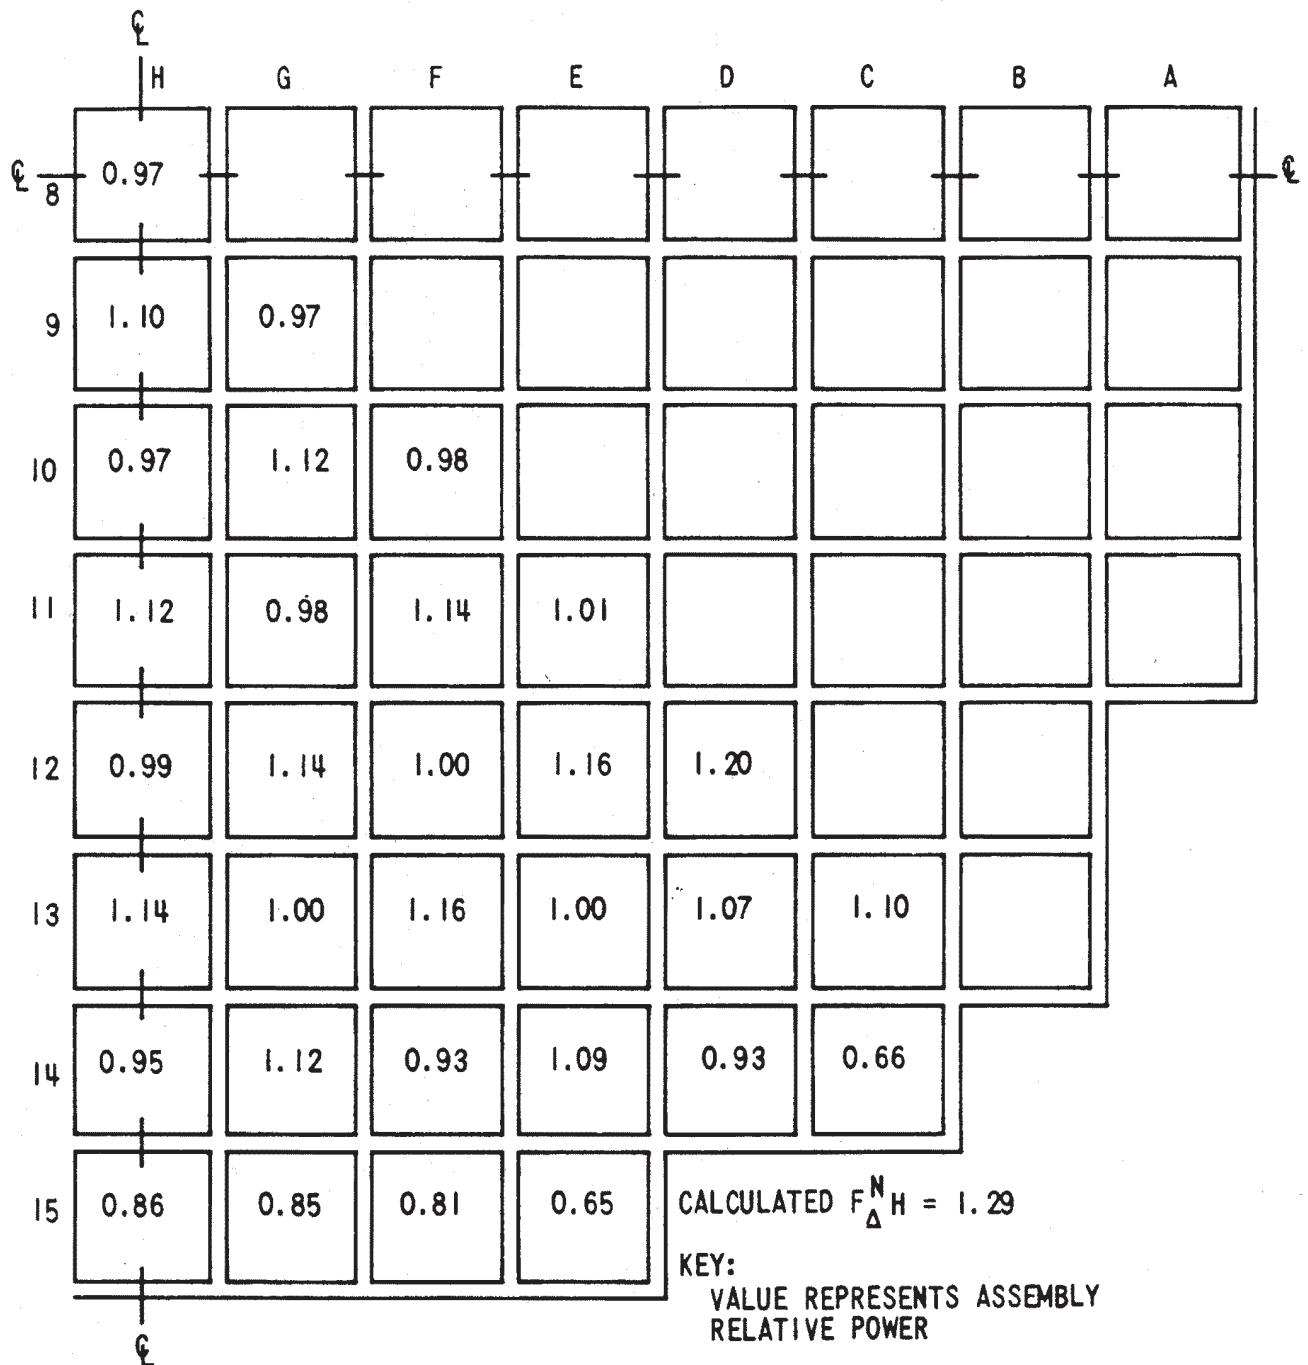 ℄
H G F E D C B A
℄ 8 0.97 ℄
9 1.10 0.97
10 0.97 1.12 0.98
11 1.12 0.98 1.14 1.01
12 0.99 1.14 1.00 1.16 1.20
13 1.14 1.00 1.16 1.00 1.07 1.10
14 0.95 1.12 0.93 1.09 0.93 0.66
15 0.86 0.85 0.81 0.65
CALCULATED F^N_Δ H = 1.29
KEY:
VALUE REPRESENTS ASSEMBLY
RELATIVE POWER
℄